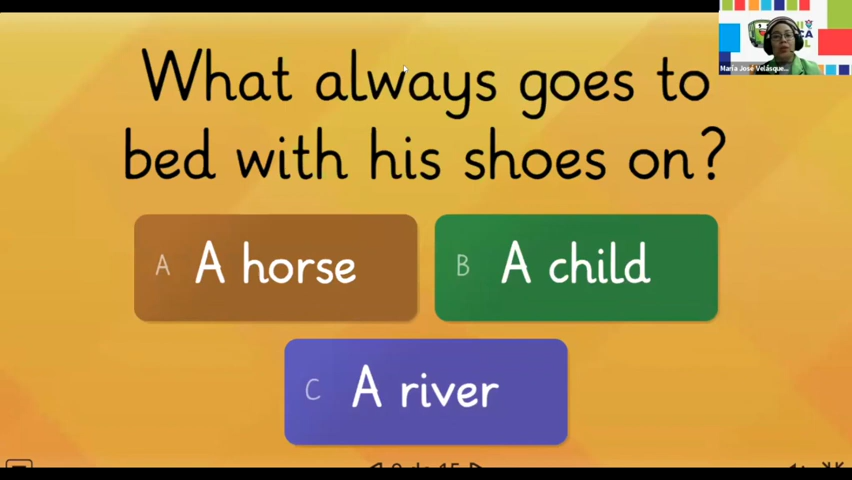 What always goes to
bed with his shoes on?
A A horse
B A child
C A river
María José Velásque...